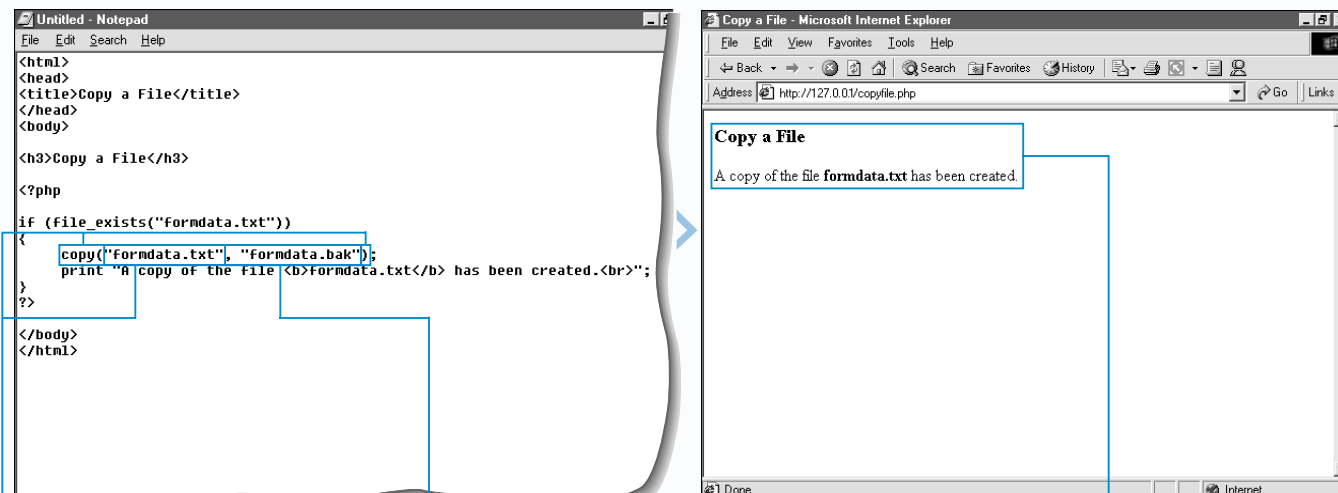 Untitled - Notepad
File Edit Search Help
<html>
<head>
<title>Copy a File</title>
</head>
<body>
<h3>Copy a File</h3>
<?php
if (file_exists("formdata.txt"))
{
copy("formdata.txt", "formdata.bak");
print "A copy of the file <b>formdata.txt</b> has been created.<br>";
}
?>
</body>
</html>
Copy a File - Microsoft Internet Explorer
File Edit View Favorites Tools Help
Back Search Favorites History
Address http://127.0.0.1/copyfile.php Go Links
Copy a File
A copy of the file formdata.txt has been created.
Done Internet